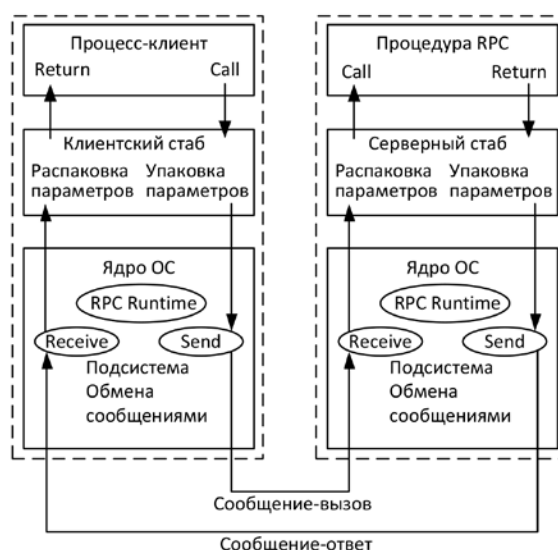 Процесс-клиент
Return Call
Клиентский стаб
Распаковка Упаковка
параметров параметров
Ядро ОС
RPC Runtime
Receive Send
Подсистема
Обмена
сообщениями
Процедура RPC
Call Return
Серверный стаб
Распаковка Упаковка
параметров параметров
Ядро ОС
RPC Runtime
Receive Send
Подсистема
Обмена
сообщениями
Сообщение-вызов
Сообщение-ответ